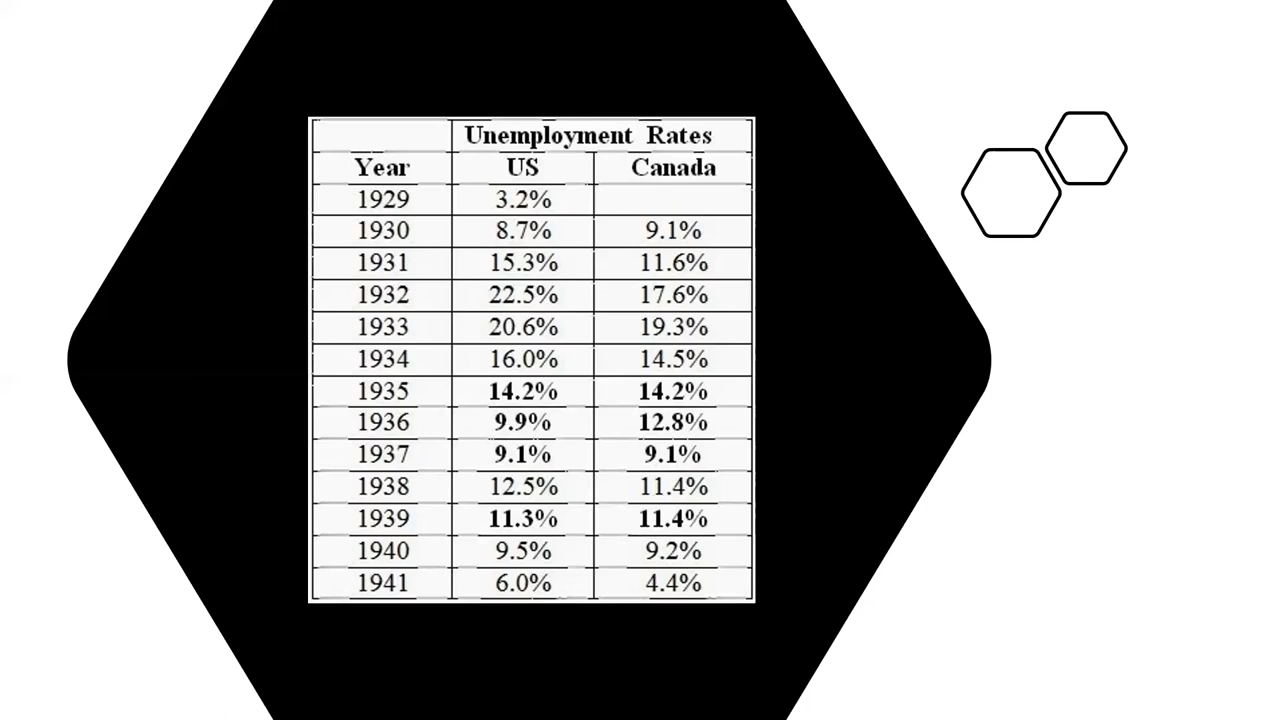 Unemployment Rates
Year US Canada
1929 3.2%
1930 8.7% 9.1%
1931 15.3% 11.6%
1932 22.5% 17.6%
1933 20.6% 19.3%
1934 16.0% 14.5%
1935 14.2% 14.2%
1936 9.9% 12.8%
1937 9.1% 9.1%
1938 12.5% 11.4%
1939 11.3% 11.4%
1940 9.5% 9.2%
1941 6.0% 4.4%